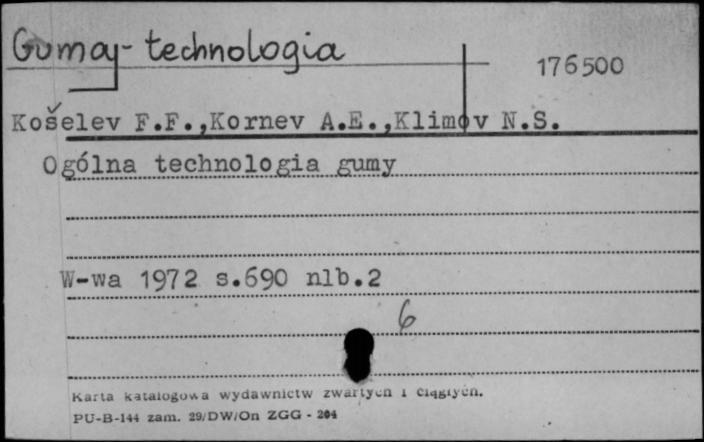 Guma - technologia
176500
Košelev F.F.,Kornev A.E.,Klimov N.S.
Ogólna technologia gumy
W-wa 1972 s.690 nlb.2
6
Karta katalogowa wydawnictw zwartych i ciągłych.
PU-B-144 zam. 29/DW/On ZGG - 204